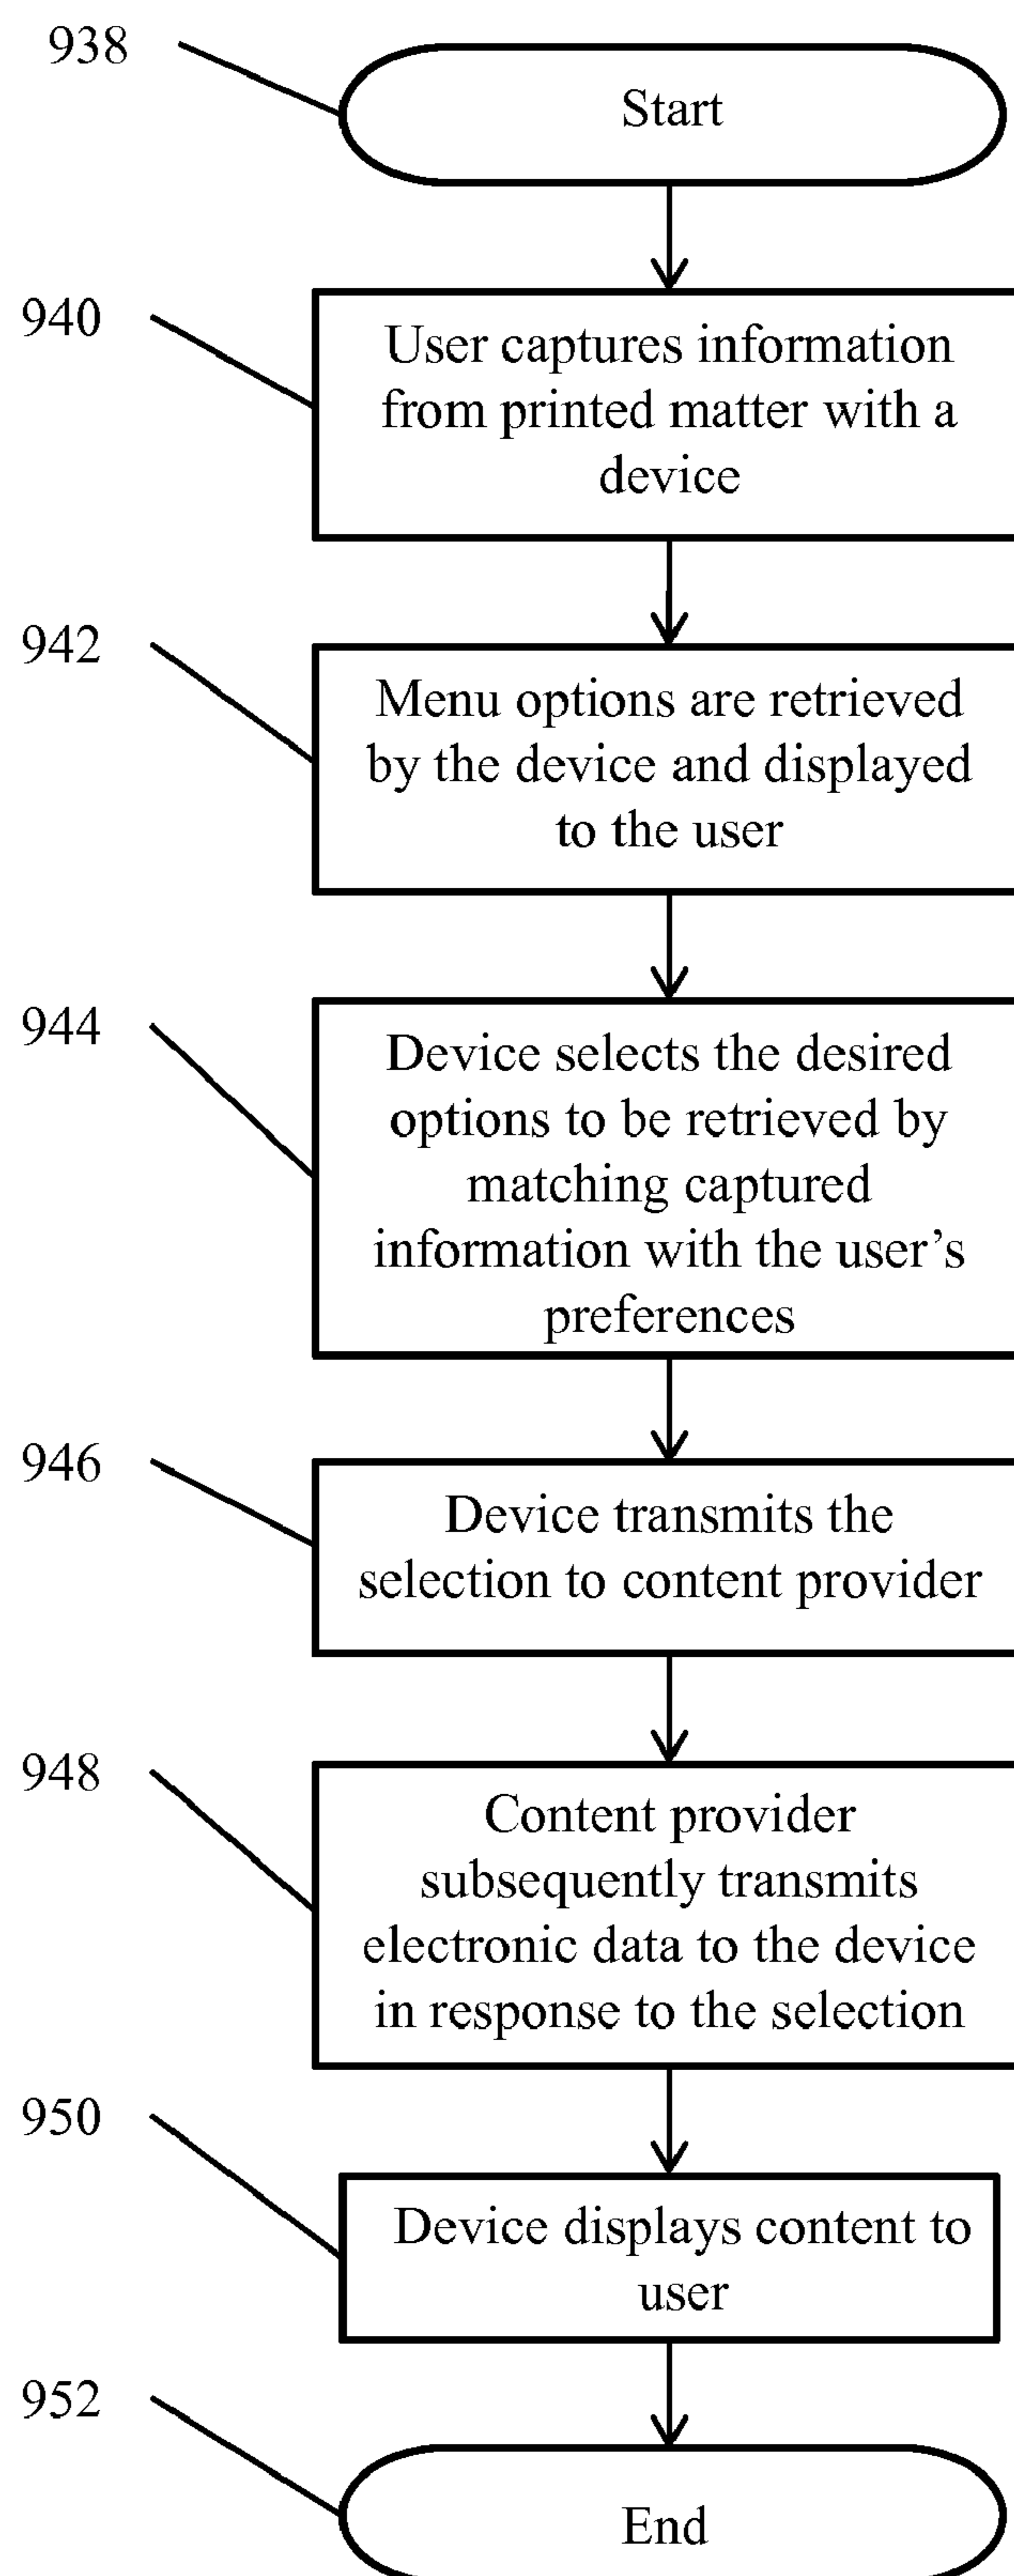 938
Start
940
User captures information
from printed matter with a
device
942
Menu options are retrieved
by the device and displayed
to the user
944
Device selects the desired
options to be retrieved by
matching captured
information with the user’s
preferences
946
Device transmits the
selection to content provider
948
Content provider
subsequently transmits
electronic data to the device
in response to the selection
950
Device displays content to
user
952
End